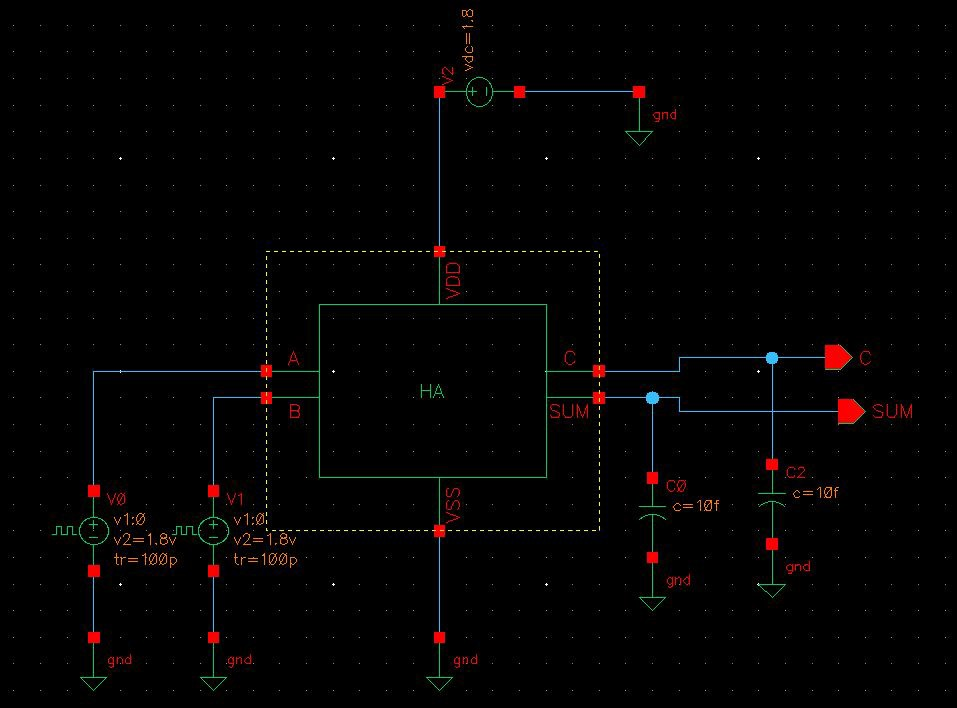 vdc=1.8
V2
gnd
VDD
A
C
C
HA
B
SUM
SUM
VSS
V0
v1:0
v2=1.8v
tr=100p
V1
v1:0
v2=1.8v
tr=100p
C0
c=10f
C2
c=10f
gnd
gnd
gnd
gnd
gnd